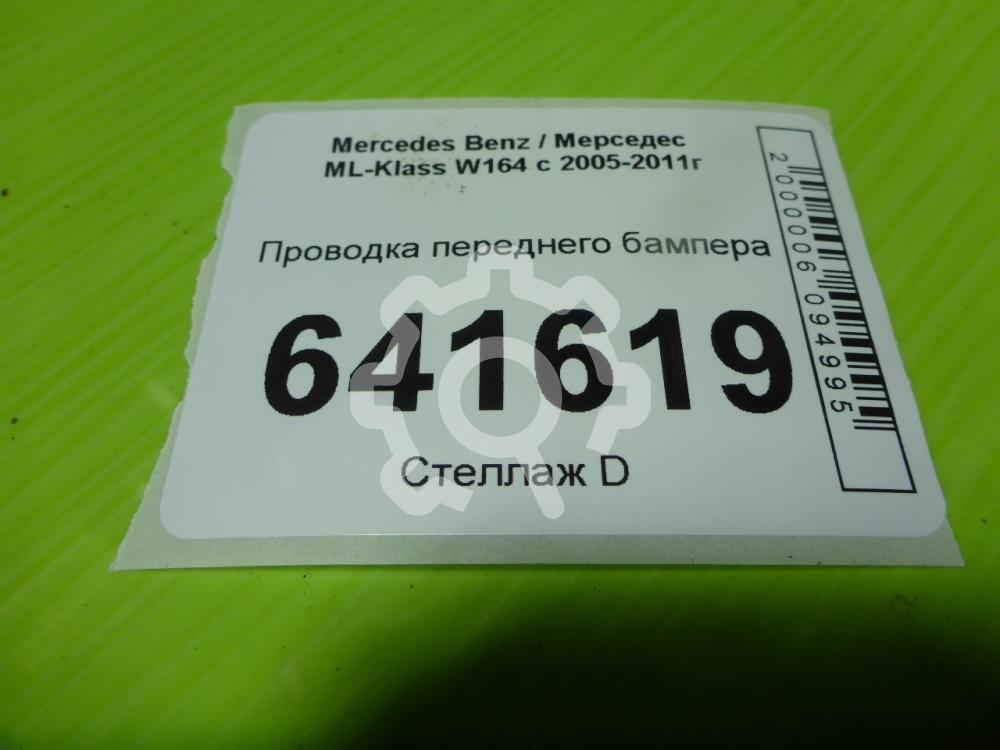 Mercedes Benz / Мерседес
ML-Klass W164 с 2005-2011г
Проводка переднего бампера
641619
Стеллаж D
2000006094995